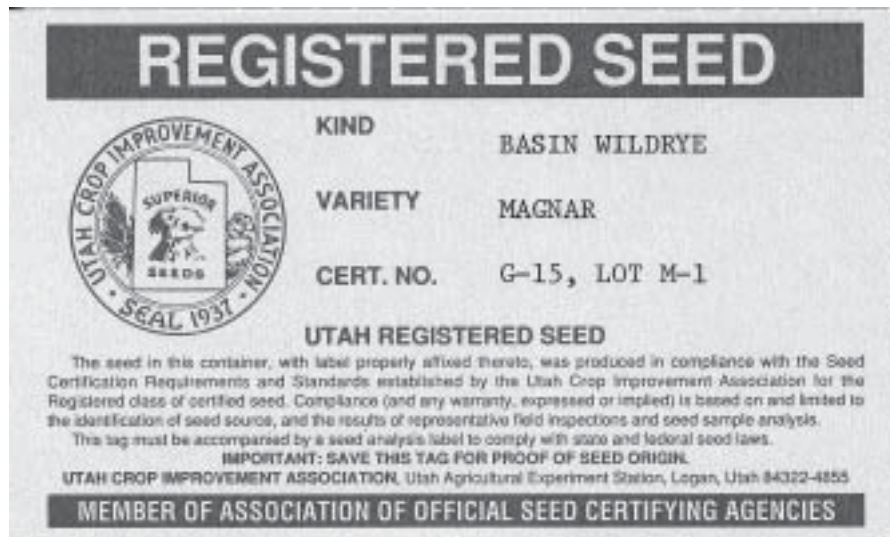 REGISTERED SEED
UTAH CROP IMPROVEMENT ASSOCIATION
SUPERIOR
SEEDS
SEAL 1937
KIND BASIN WILDRYE
VARIETY MAGNAR
CERT. NO. G-15, LOT M-1
UTAH REGISTERED SEED
The seed in this container, with label properly affixed thereto, was produced in compliance with the Seed
Certification Requirements and Standards established by the Utah Crop Improvement Association for the
Registered class of certified seed. Compliance (and any warranty, expressed or implied) is based on and limited to
the identification of seed source, and the results of representative field inspections and seed sample analysis.
This tag must be accompanied by a seed analysis label to comply with state and federal seed laws.
IMPORTANT: SAVE THIS TAG FOR PROOF OF SEED ORIGIN.
UTAH CROP IMPROVEMENT ASSOCIATION, Utah Agricultural Experiment Station, Logan, Utah 84322-4855
MEMBER OF ASSOCIATION OF OFFICIAL SEED CERTIFYING AGENCIES